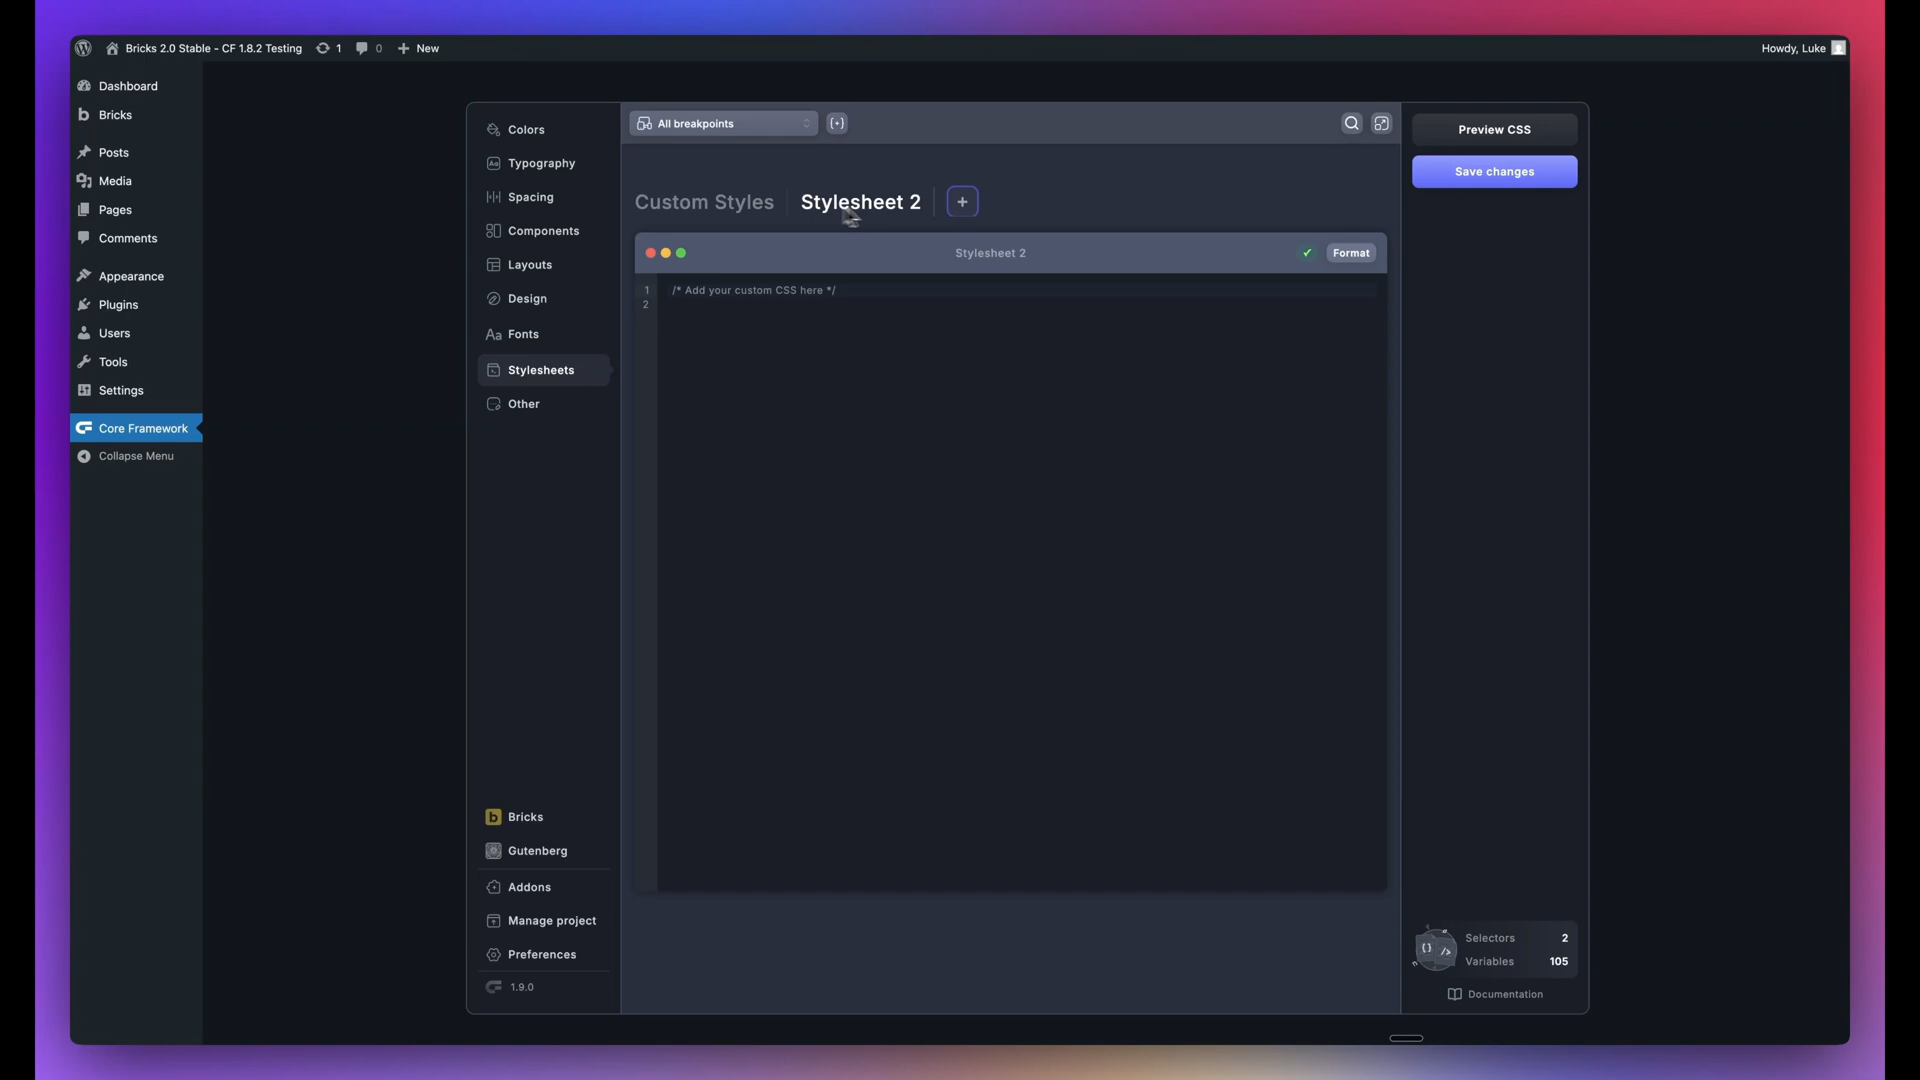 Bricks 2.0 Stable - CF 1.8.2 Testing
1
0
New
Howdy, Luke
Dashboard
Bricks
Posts
Media
Pages
Comments
Appearance
Plugins
Users
Tools
Settings
Core Framework
Collapse Menu
Colors
Typography
Spacing
Components
Layouts
Design
Aa Fonts
Stylesheets
Other
b Bricks
Gutenberg
Addons
Manage project
Preferences
1.9.0
All breakpoints
Custom Styles
Stylesheet 2
+
Stylesheet 2
Format
1 /* Add your custom CSS here */
2
Preview CSS
Save changes
Selectors 2
Variables 105
Documentation